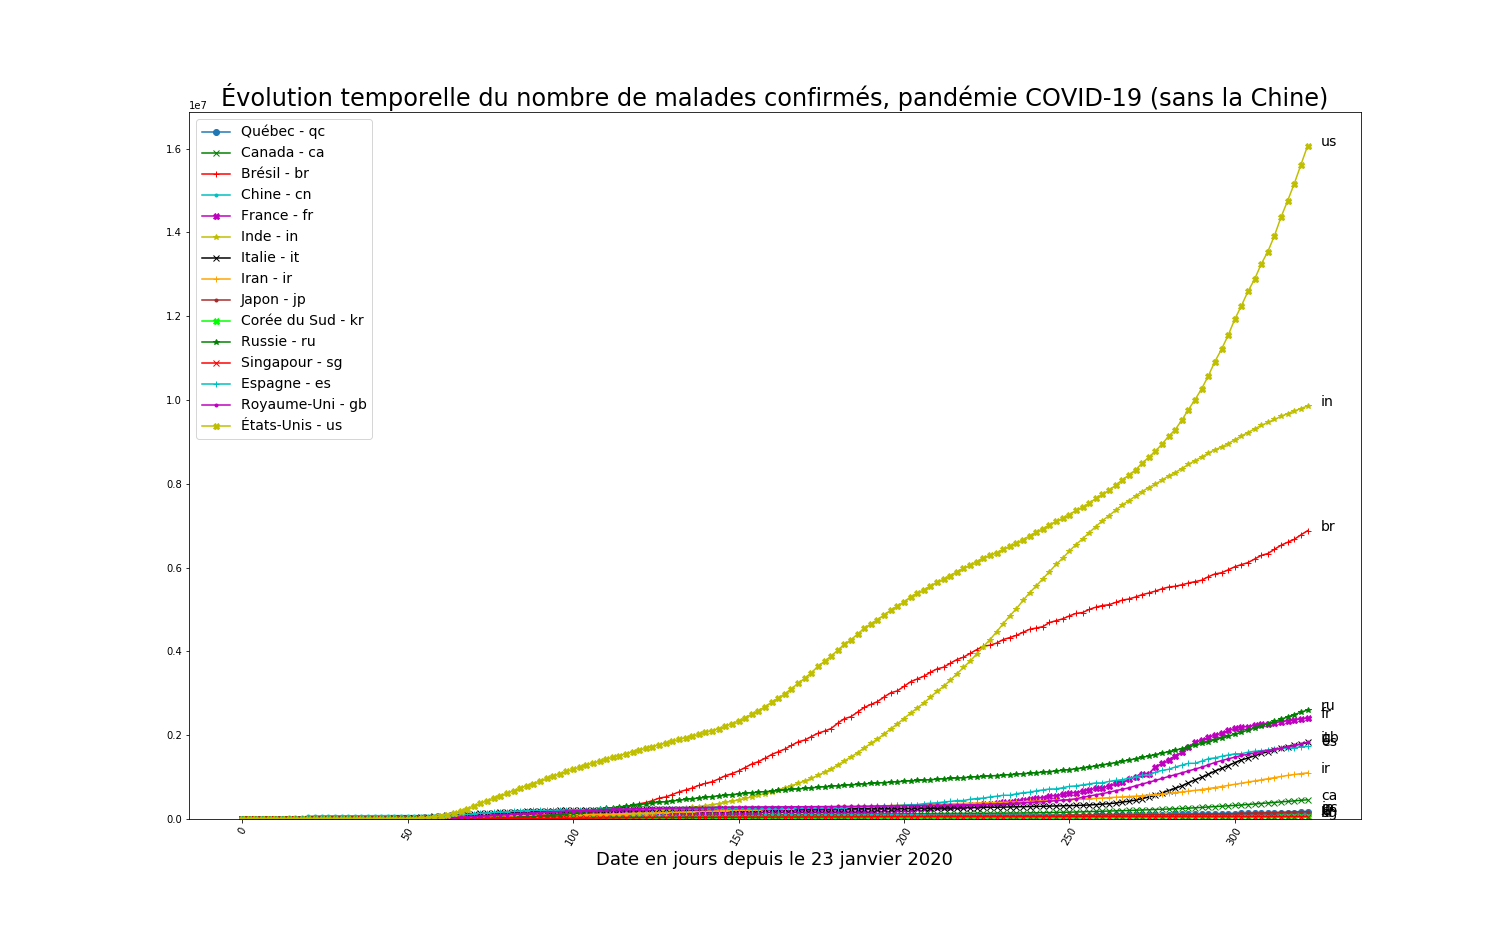 Évolution temporelle du nombre de malades confirmés, pandémie COVID-19 (sans la Chine)
1e7
Québec - qc
Canada - ca
Brésil - br
Chine - cn
France - fr
Inde - in
Italie - it
Iran - ir
Japon - jp
Corée du Sud - kr
Russie - ru
Singapour - sg
Espagne - es
Royaume-Uni - gb
États-Unis - us
1.6
1.4
1.2
1.0
0.8
0.6
0.4
0.2
0.0
us
in
br
ru
fr
gb
es
ir
ca
sg
0
50
100
150
200
250
300
Date en jours depuis le 23 janvier 2020